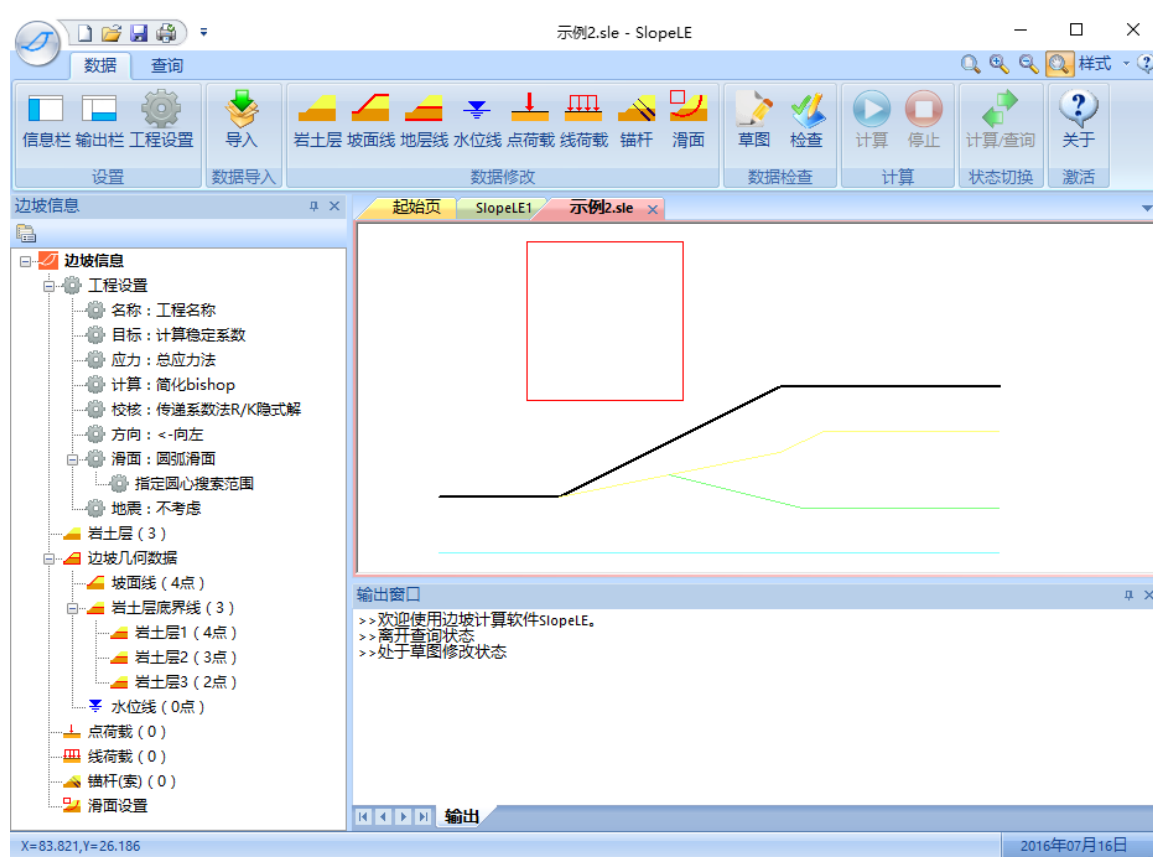 示例2.sle - SlopeLE
数据 查询 样式
信息栏 输出栏 工程设置 导入 岩土层 坡面线 地层线 水位线 点荷载 线荷载 锚杆 滑面 草图 检查 计算 停止 计算/查询 关于
设置 数据导入 数据修改 数据检查 计算 状态切换 激活
边坡信息
起始页 SlopeLE1 示例2.sle
边坡信息
工程设置
名称：工程名称
目标：计算稳定系数
应力：总应力法
计算：简化bishop
校核：传递系数法R/K隐式解
方向：<-向左
滑面：圆弧滑面
指定圆心搜索范围
地震：不考虑
岩土层（3）
边坡几何数据
坡面线（4点）
岩土层底界线（3）
岩土层1（4点）
岩土层2（3点）
岩土层3（2点）
水位线（0点）
点荷载（0）
线荷载（0）
锚杆(索)（0）
滑面设置
输出窗口
>>欢迎使用边坡计算软件SlopeLE。
>>离开查询状态
>>处于草图修改状态
输出
X=83.821,Y=26.186
2016年07月16日